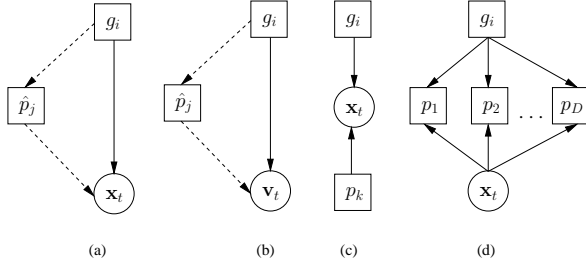 g_i g_i g_i g_i
p̂_j p̂_j x_t p_1 p_2 ... p_D
x_t v_t p_k x_t
(a) (b) (c) (d)